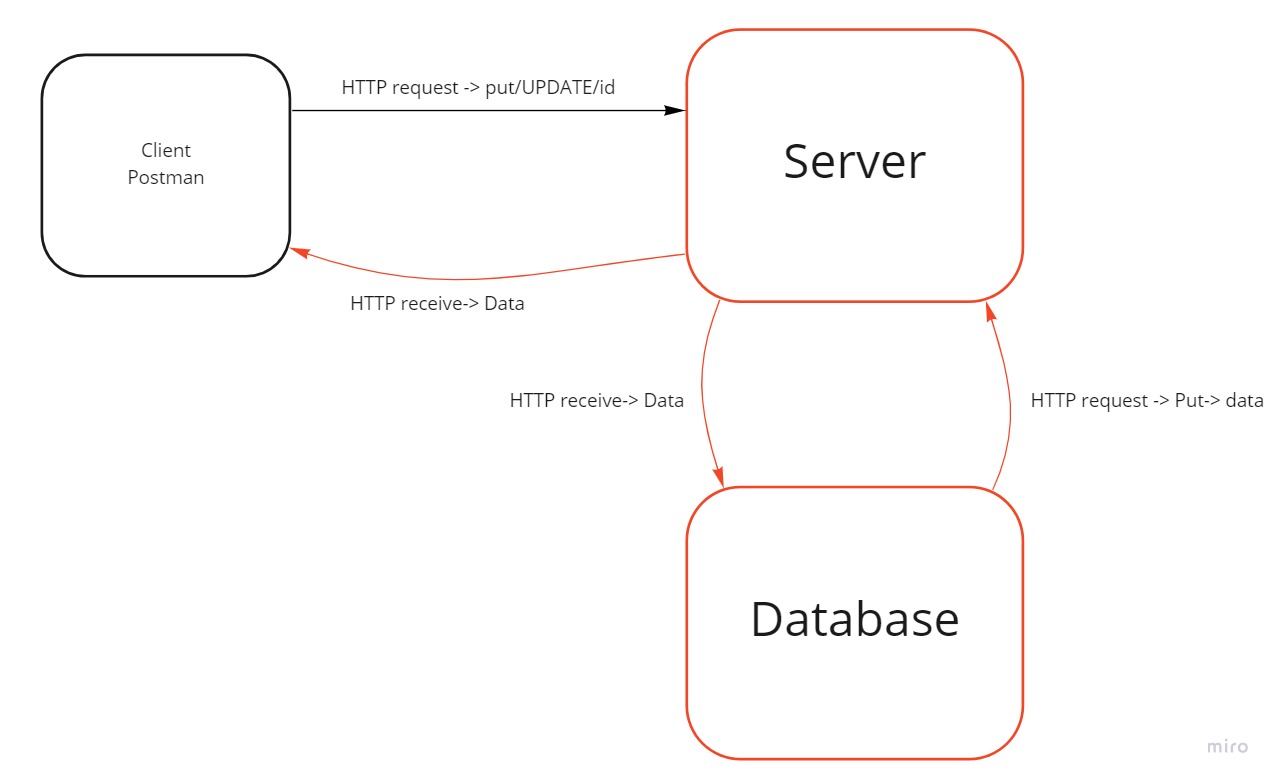 HTTP request -> put/UPDATE/id
Client
Postman
Server
HTTP receive-> Data
HTTP receive-> Data
HTTP request -> Put-> data
Database
miro